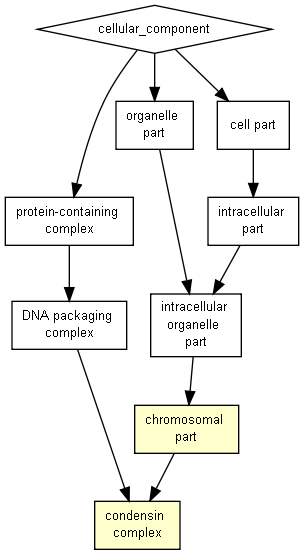 cellular_component
organelle
part
cell part
protein-containing
complex
intracellular
part
DNA packaging
complex
intracellular
organelle
part
chromosomal
part
condensin
complex